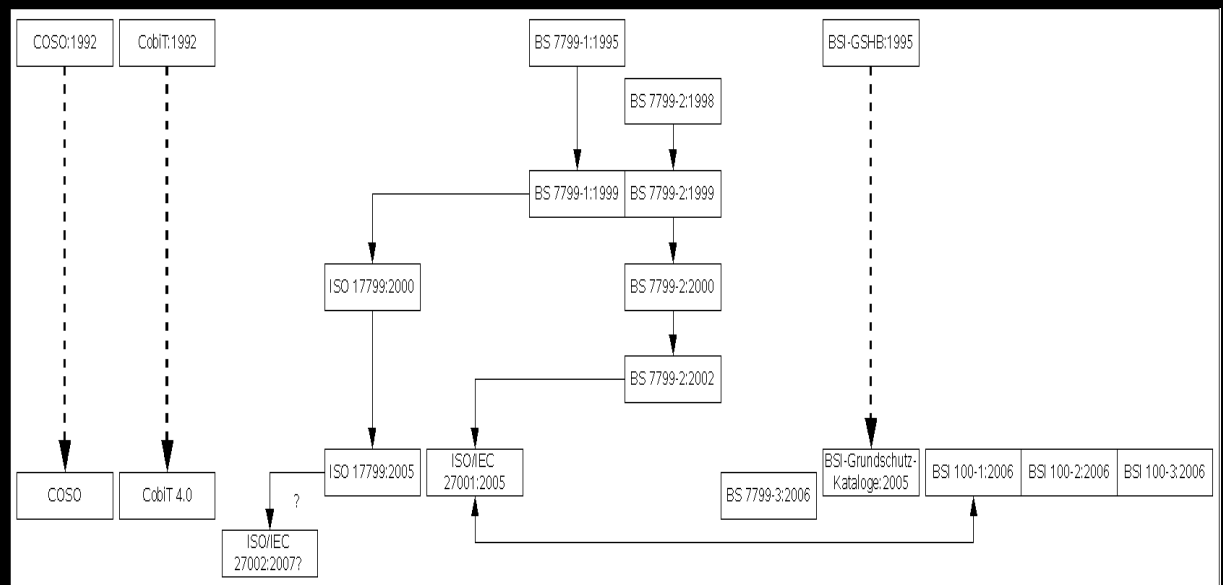 COSO:1992
CobiT:1992
BS 7799-1:1995
BSI-GSHB:1995
BS 7799-2:1998
BS 7799-1:1999
BS 7799-2:1999
ISO 17799:2000
BS 7799-2:2000
BS 7799-2:2002
COSO
CobiT 4.0
ISO 17799:2005
ISO/IEC
27001:2005
BS 7799-3:2006
BSI-Grundschutz-
Kataloge:2005
BSI 100-1:2006
BSI 100-2:2006
BSI 100-3:2006
?
ISO/IEC
27002:2007?